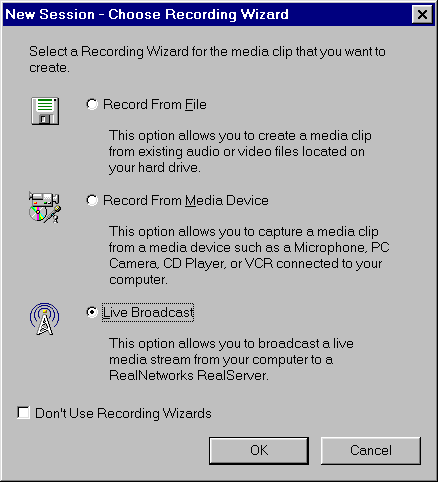 New Session - Choose Recording Wizard
Select a Recording Wizard for the media clip that you want to
create.
Record From File
This option allows you to create a media clip
from existing audio or video files located on
your hard drive.
Record From Media Device
This option allows you to capture a media clip
from a media device such as a Microphone, PC
Camera, CD Player, or VCR connected to your
computer.
Live Broadcast
This option allows you to broadcast a live
media stream from your computer to a
RealNetworks RealServer.
Don't Use Recording Wizards
OK
Cancel